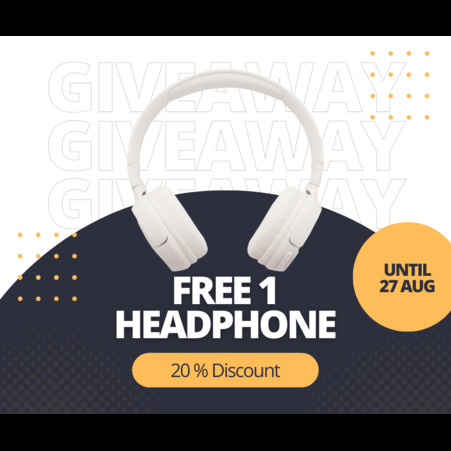 GIVEAWAY
GIVEAWAY
GIVEAWAY
UNTIL
27 AUG
FREE 1
HEADPHONE
20 % Discount